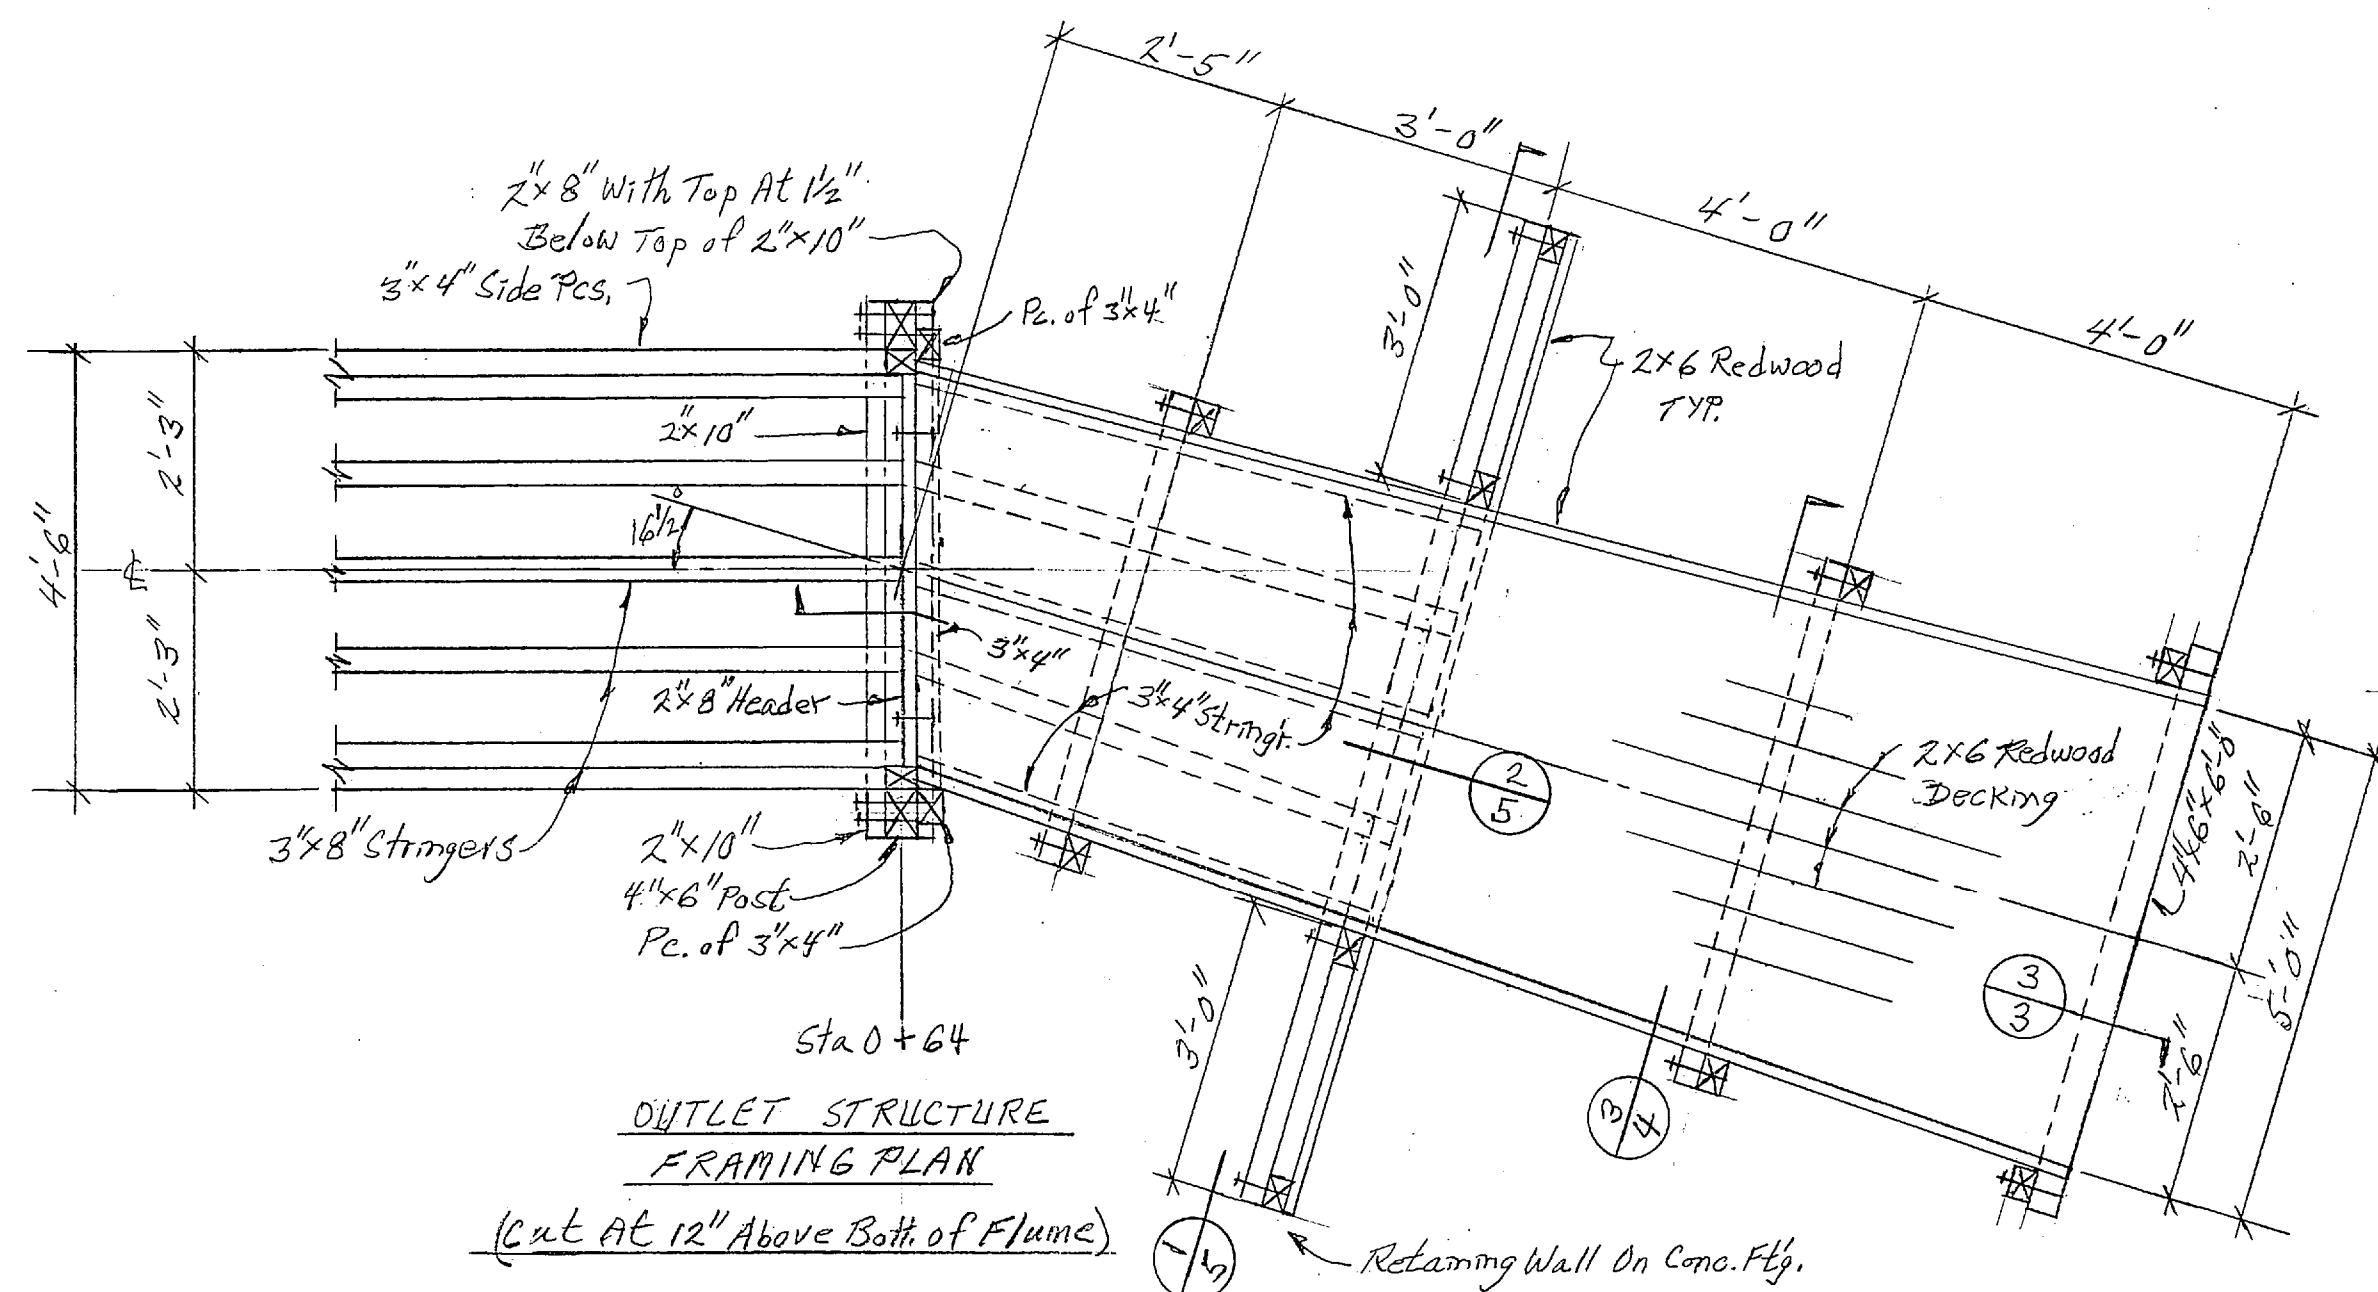 2'-5"
3'-0"
4'-0"
4'-0"
2"x8" With Top At 1½"
Below Top of 2"x10"
3"x4" Side Pcs.
Pc. of 3"x4"
3'-0"
2x6 Redwood
TYP.
2"x10"
2'-3"
4'-6"
℄
2'-3"
16½°
3"x4"
2"x8" Header
3"x4" Stringr.
2
5
2x6 Redwood
Decking
4"x6"x6'-8"
2'-6"
5'-0"
2'-6"
3"x8" Stringers
2"x10"
4"x6" Post
Pc. of 3"x4"
3'-0"
3
3
3
4
Sta 0+64
OUTLET STRUCTURE
FRAMING PLAN
(Cut At 12" Above Bott. of Flume)
1
5
Retaining Wall On Conc. Ft'g.